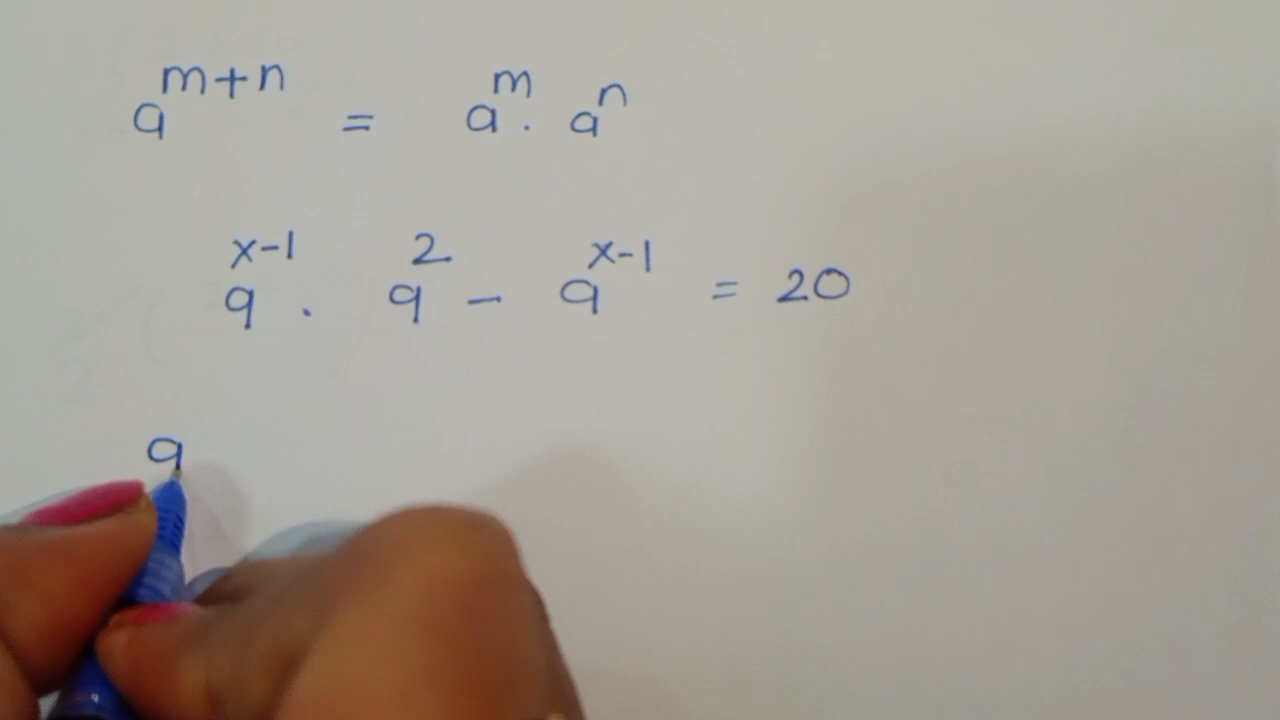 a^{m+n} = a^m . a^n
9^{x-1} . 9^2 - 9^{x-1} = 20
9